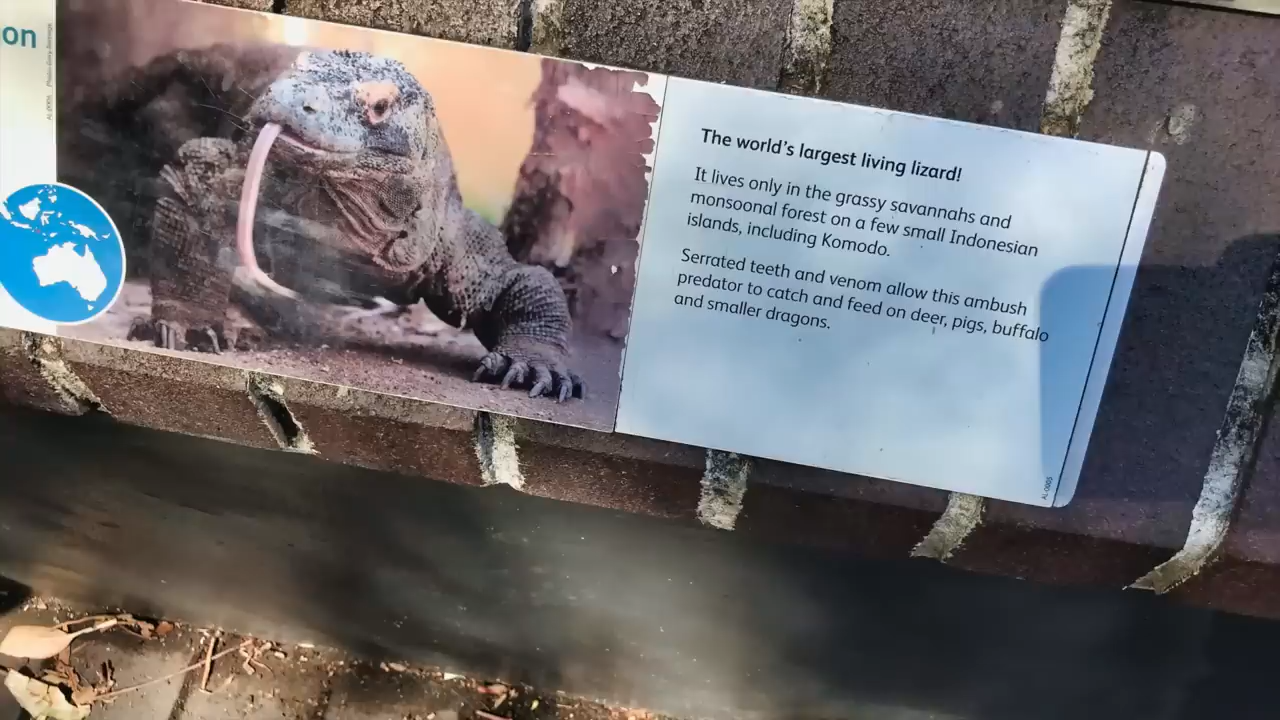 on
The world's largest living lizard!
It lives only in the grassy savannahs and
monsoonal forest on a few small Indonesian
islands, including Komodo.
Serrated teeth and venom allow this ambush
predator to catch and feed on deer, pigs, buffalo
and smaller dragons.